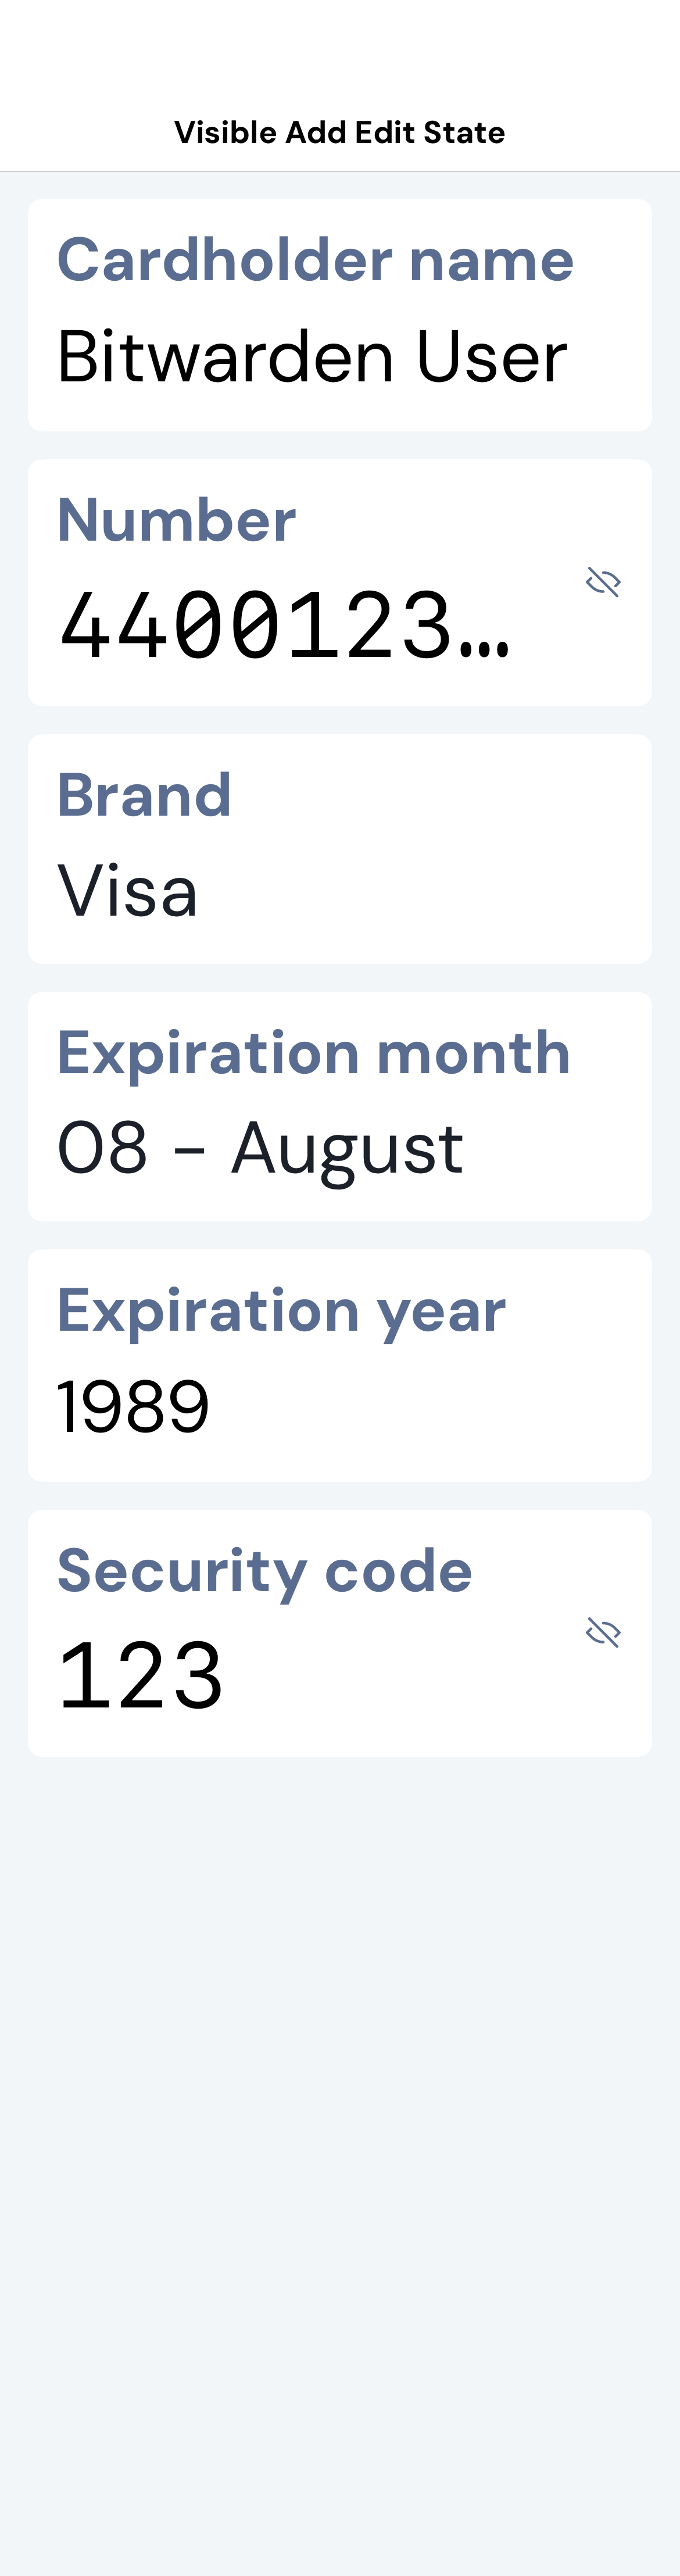 Visible Add Edit State
Cardholder name
Bitwarden User
Number
4400123...
Brand
Visa
Expiration month
08 - August
Expiration year
1989
Security code
123